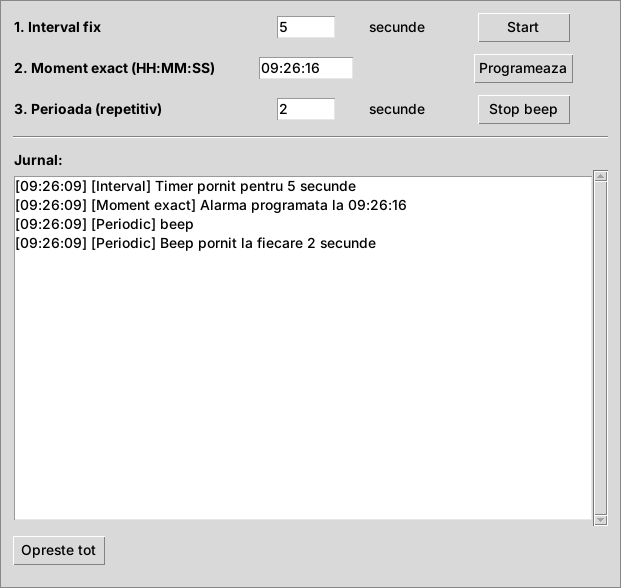 1. Interval fix 5 secunde Start
2. Moment exact (HH:MM:SS) 09:26:16 Programeaza
3. Perioada (repetitiv) 2 secunde Stop beep
Jurnal:
[09:26:09] [Interval] Timer pornit pentru 5 secunde
[09:26:09] [Moment exact] Alarma programata la 09:26:16
[09:26:09] [Periodic] beep
[09:26:09] [Periodic] Beep pornit la fiecare 2 secunde
Opreste tot